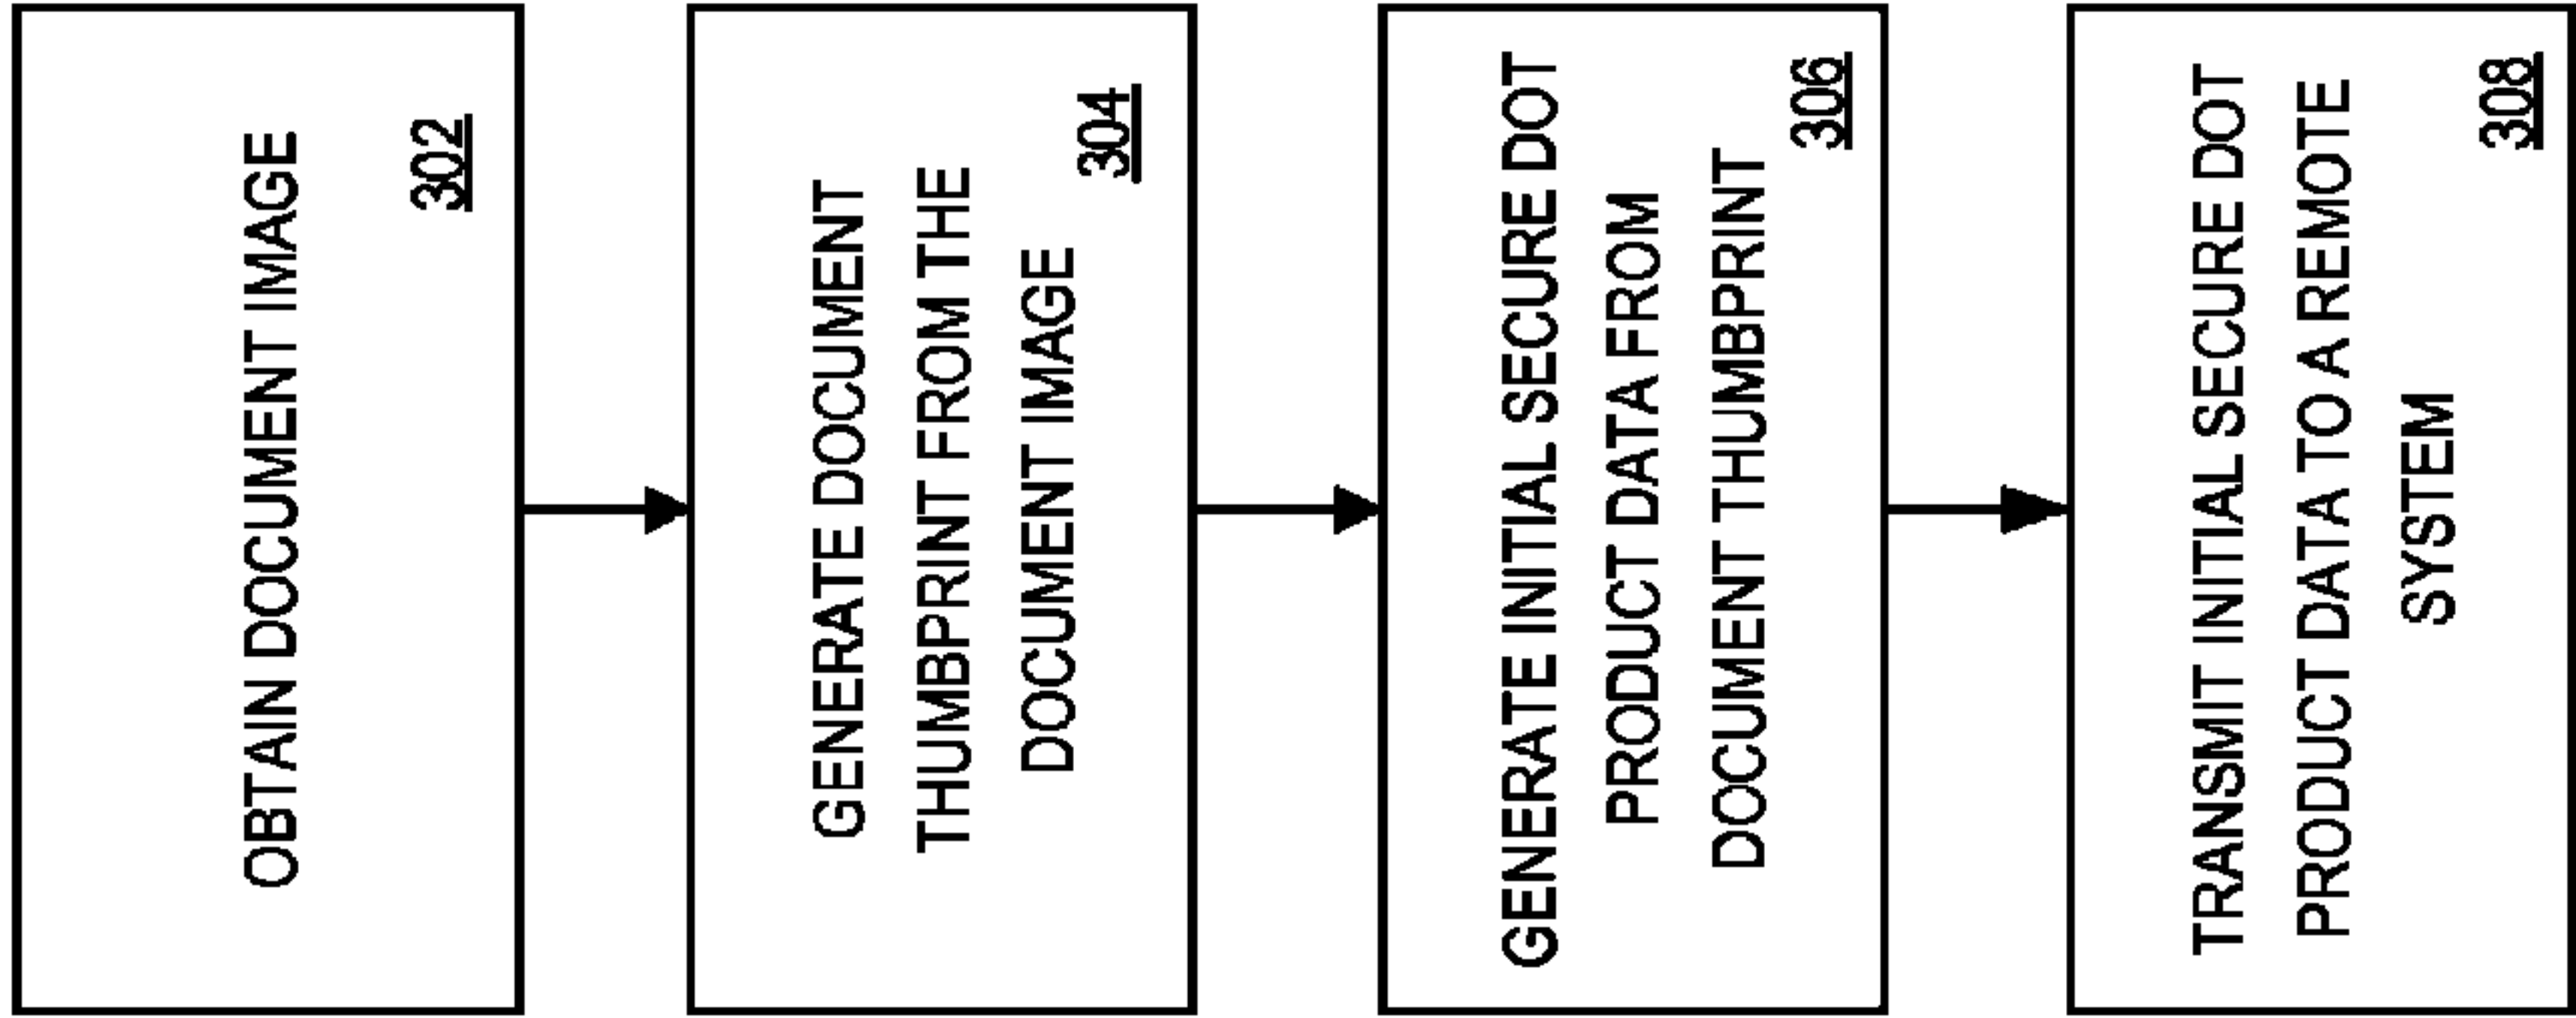 OBTAIN DOCUMENT IMAGE
302
GENERATE DOCUMENT
THUMBPRINT FROM THE
DOCUMENT IMAGE
304
GENERATE INITIAL SECURE DOT
PRODUCT DATA FROM
DOCUMENT THUMBPRINT
306
TRANSMIT INITIAL SECURE DOT
PRODUCT DATA TO A REMOTE
SYSTEM
308